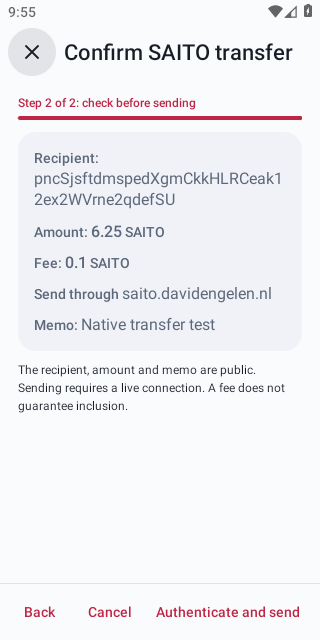 9:55
Confirm SAITO transfer
Step 2 of 2: check before sending
Recipient:
pncSjsftdmspedXgmCkkHLRCeak1
2ex2WVrne2qdefSU
Amount: 6.25 SAITO
Fee: 0.1 SAITO
Send through saito.davidengelen.nl
Memo: Native transfer test
The recipient, amount and memo are public.
Sending requires a live connection. A fee does not
guarantee inclusion.
Back Cancel Authenticate and send